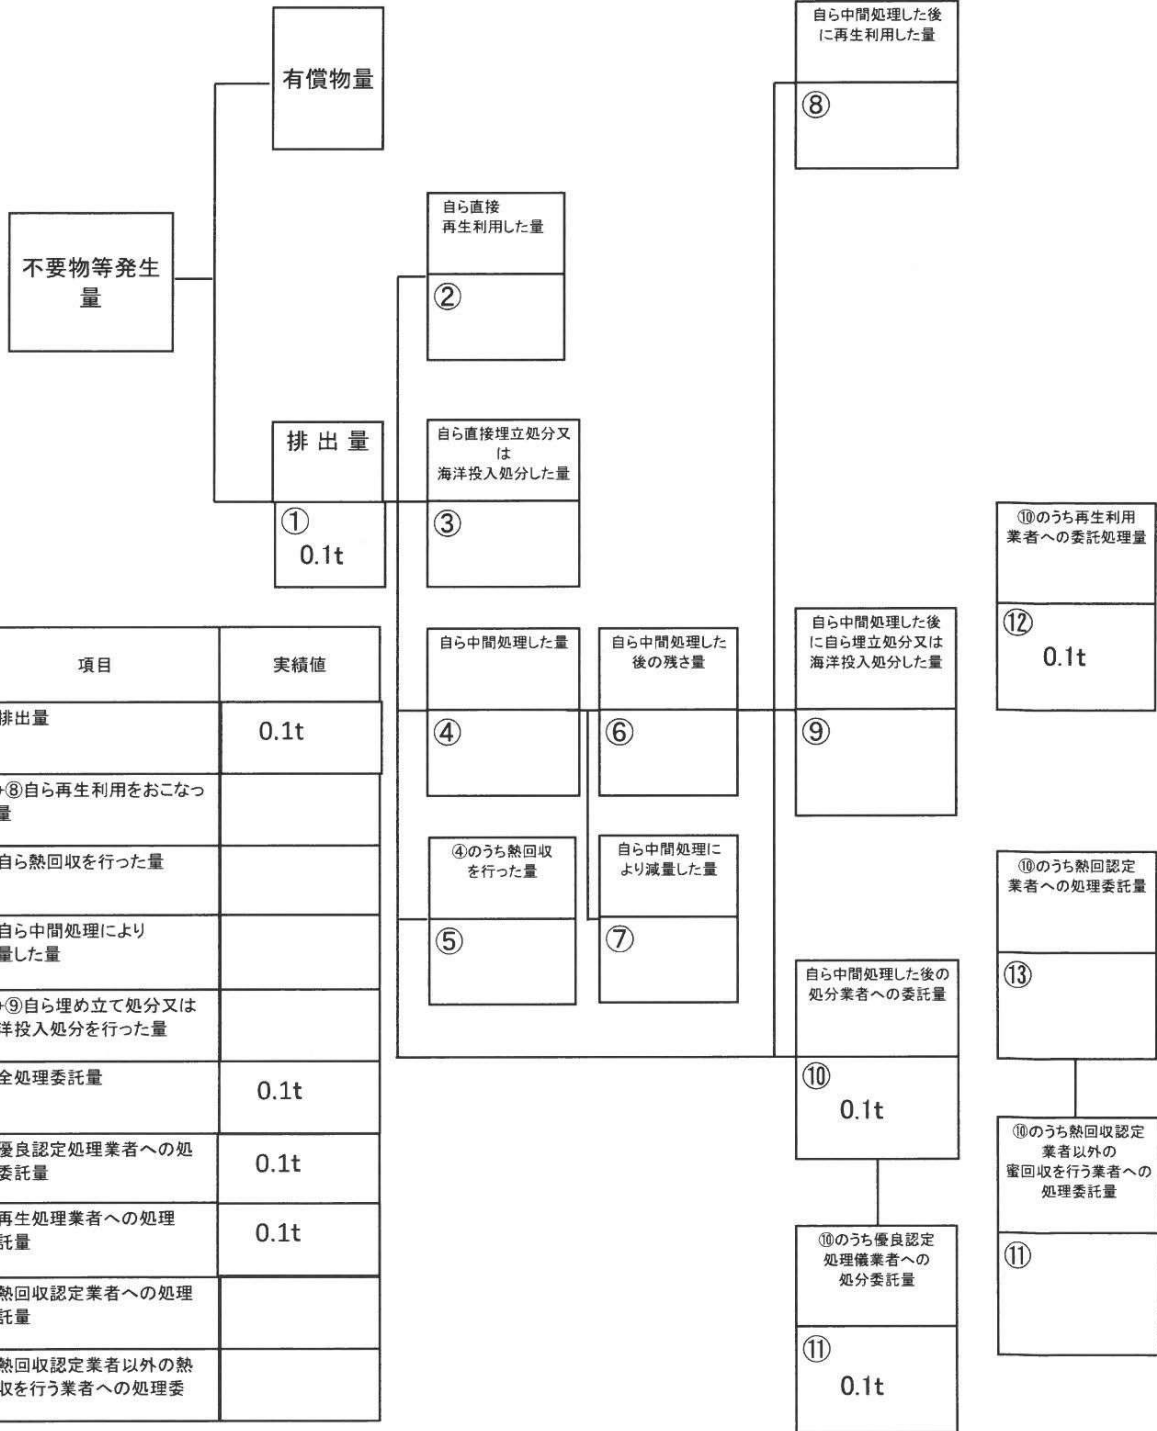 有償物量
不要物等発生
量
排出量
①
0.1t
自ら直接
再生利用した量
②
自ら直接埋立処分又
は
海洋投入処分した量
③
自ら中間処理した量
④
④のうち熱回収
を行った量
⑤
自ら中間処理した
後の残さ量
⑥
自ら中間処理に
より減量した量
⑦
自ら中間処理した後
に再生利用した量
⑧
自ら中間処理した後
に自ら埋立処分又は
海洋投入処分した量
⑨
自ら中間処理した後の
処分業者への委託量
⑩
0.1t
⑩のうち優良認定
処理儀業者への
処分委託量
⑪
0.1t
⑩のうち再生利用
業者への委託処理量
⑫
0.1t
⑩のうち熱回認定
業者への処理委託量
⑬
⑩のうち熱回収認定
業者以外の
蜜回収を行う業者への
処理委託量
⑪
項目 実績値
排出量 0.1t
+⑧自ら再生利用をおこなっ
量
自ら熱回収を行った量
自ら中間処理により
量した量
+⑨自ら埋め立て処分又は
洋投入処分を行った量
全処理委託量 0.1t
優良認定処理業者への処
委託量 0.1t
再生処理業者への処理
託量 0.1t
熱回収認定業者への処理
託量
熱回収認定業者以外の熱
収を行う業者への処理委